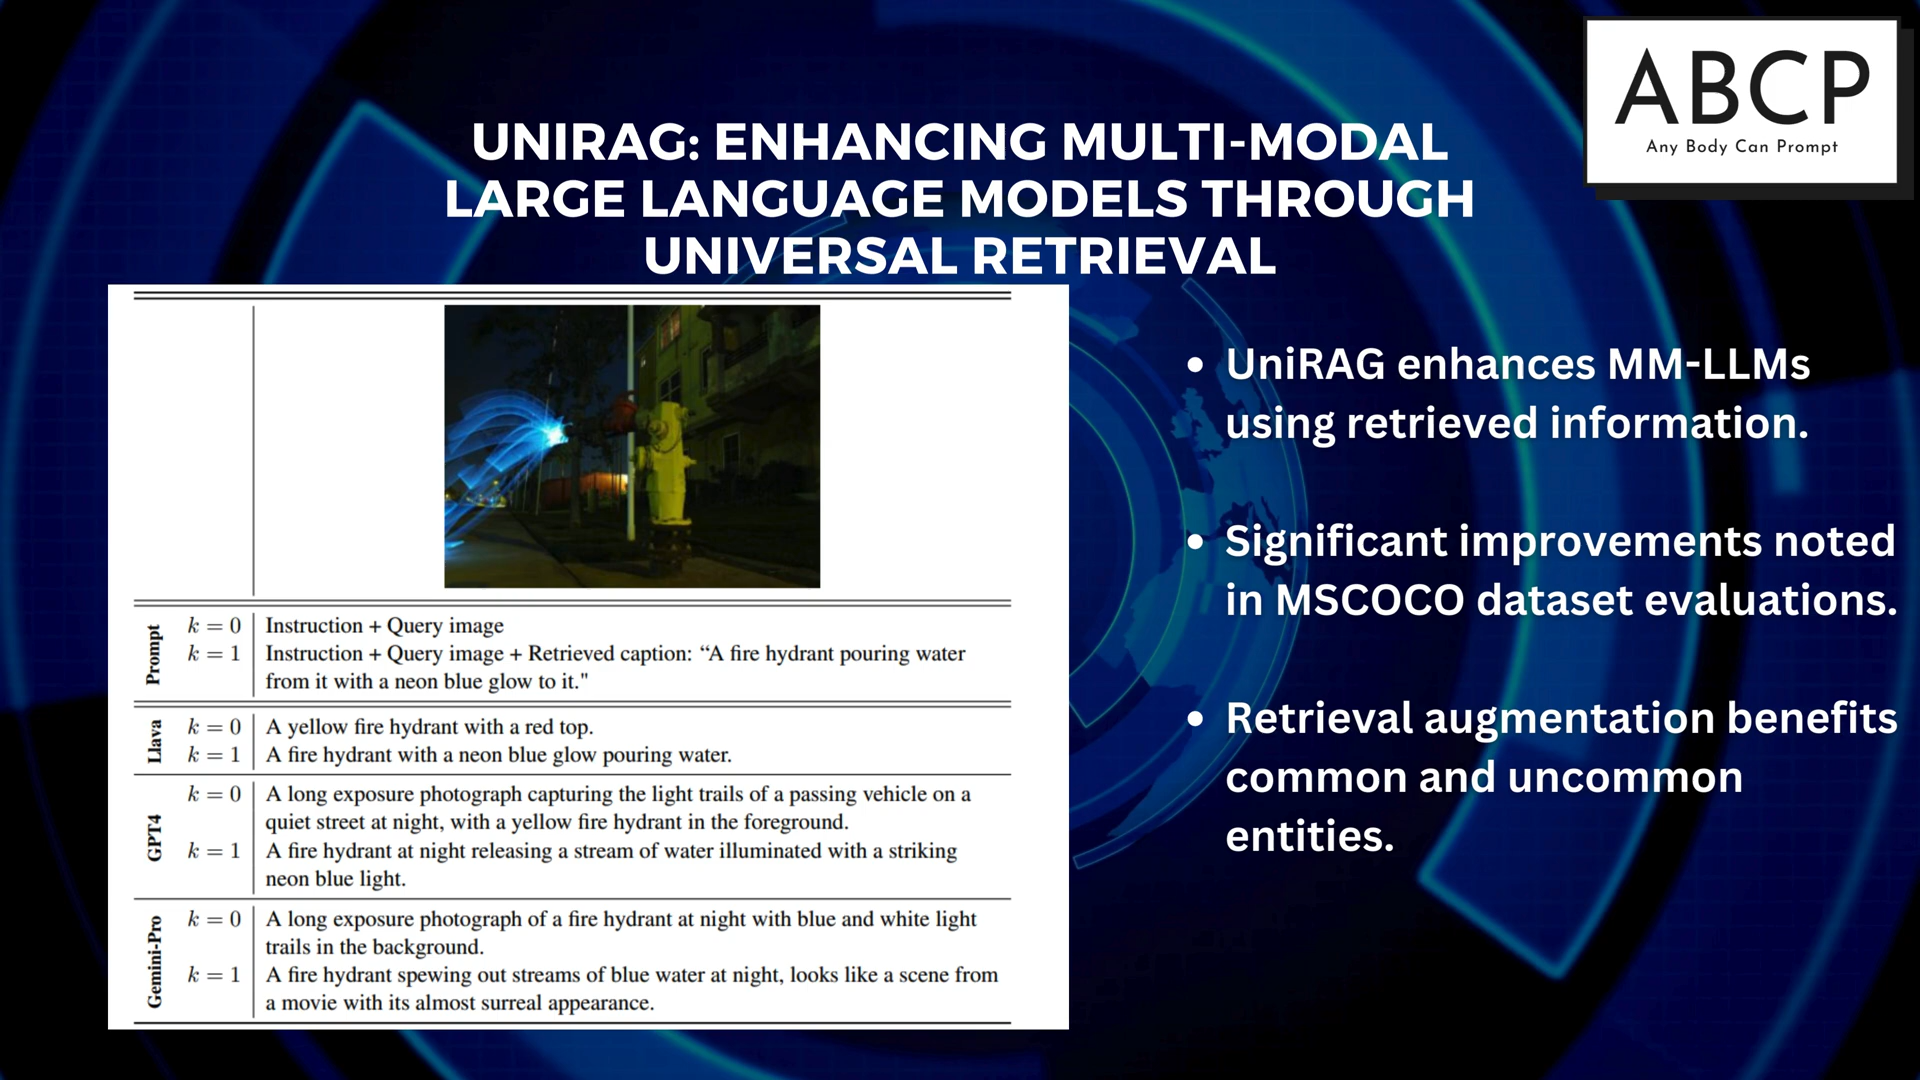 ABCP
Any Body Can Prompt
UNIRAG: ENHANCING MULTI-MODAL
LARGE LANGUAGE MODELS THROUGH
UNIVERSAL RETRIEVAL
Prompt
k = 0 Instruction + Query image
k = 1 Instruction + Query image + Retrieved caption: “A fire hydrant pouring water
from it with a neon blue glow to it."
Llava
k = 0 A yellow fire hydrant with a red top.
k = 1 A fire hydrant with a neon blue glow pouring water.
GPT4
k = 0 A long exposure photograph capturing the light trails of a passing vehicle on a
quiet street at night, with a yellow fire hydrant in the foreground.
k = 1 A fire hydrant at night releasing a stream of water illuminated with a striking
neon blue light.
Gemini-Pro
k = 0 A long exposure photograph of a fire hydrant at night with blue and white light
trails in the background.
k = 1 A fire hydrant spewing out streams of blue water at night, looks like a scene from
a movie with its almost surreal appearance.
• UniRAG enhances MM-LLMs
using retrieved information.
• Significant improvements noted
in MSCOCO dataset evaluations.
• Retrieval augmentation benefits
common and uncommon
entities.